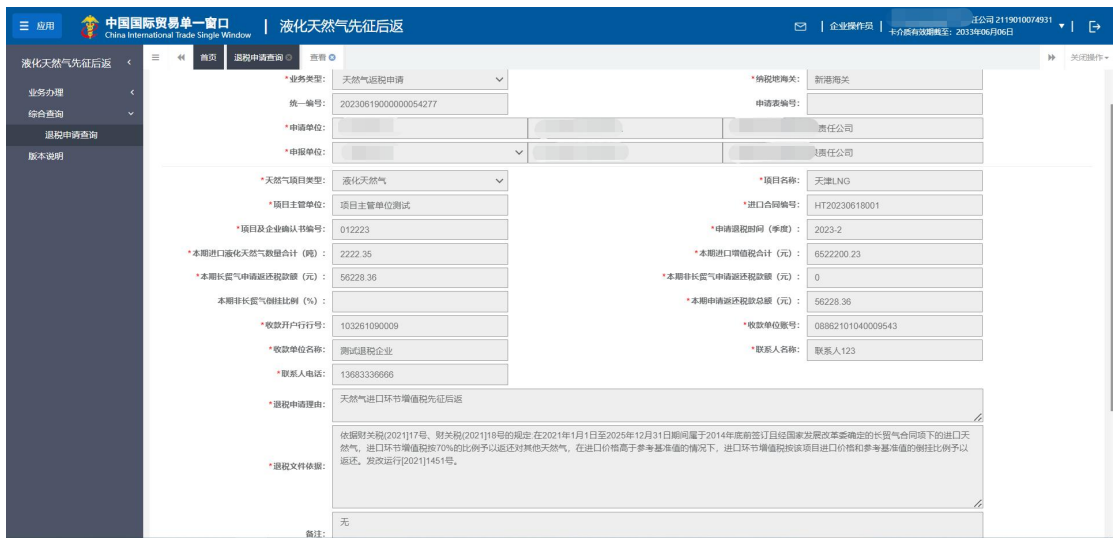 应用
中国国际贸易单一窗口
China International Trade Single Window
液化天然气先征后返
企业操作员
任公司 2119010074931
卡介质有效期截至：2033年06月06日
液化天然气先征后返
业务办理
综合查询
退税申请查询
版本说明
首页 退税申请查询 查看 关闭操作
*业务类型： 天然气返税申请 *纳税地海关： 新港海关
统一编号： 20230619000000054277 申请表编号：
*申请单位： 责任公司
*申报单位： 限责任公司
*天然气项目类型： 液化天然气 *项目名称： 天津LNG
*项目主管单位： 项目主管单位测试 *进口合同编号： HT20230618001
*项目及企业确认书编号： 012223 *申请退税时间（季度）： 2023-2
*本期进口液化天然气数量合计（吨）： 2222.35 *本期进口增值税合计（元）： 6522200.23
*本期长贸气申请返还税款额（元）： 56228.36 *本期非长贸气申请返还税款额（元）： 0
本期非长贸气倒挂比例（%）： *本期申请返还税款总额（元）： 56228.36
*收款开户行行号： 103261090009 *收款单位账号： 08862101040009543
*收款单位名称： 测试退税企业 *联系人名称： 联系人123
*联系人电话： 13683336666
*退税申请理由： 天然气进口环节增值税先征后返
*退税文件依据：
依据财关税(2021]17号、财关税(2021]18号的规定:在2021年1月1日至2025年12月31日期间属于2014年底前签订且经国家发展改革委确定的长贸气合同项下的进口天
然气，进口环节增值税按70%的比例予以返还对其他天然气，在进口价格高于参考基准值的情况下，进口环节增值税按该项目进口价格和参考基准值的倒挂比例予以
返还。发改运行[2021]1451号。
备注： 无